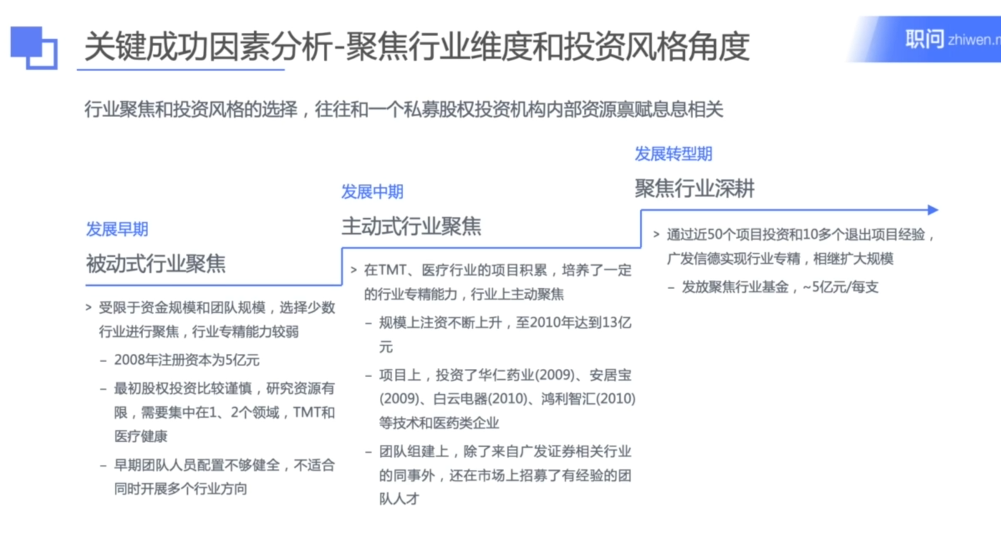 关键成功因素分析-聚焦行业维度和投资风格角度
职问 zhiwen.
行业聚焦和投资风格的选择，往往和一个私募股权投资机构内部资源禀赋息息相关
发展早期
被动式行业聚焦
> 受限于资金规模和团队规模，选择少数
行业进行聚焦，行业专精能力较弱
– 2008年注册资本为5亿元
– 最初股权投资比较谨慎，研究资源有
限，需要集中在1、2个领域，TMT和
医疗健康
– 早期团队人员配置不够健全，不适合
同时开展多个行业方向
发展中期
主动式行业聚焦
> 在TMT、医疗行业的项目积累，培养了一定
的行业专精能力，行业上主动聚焦
– 规模上注资不断上升，至2010年达到13亿
元
– 项目上，投资了华仁药业(2009)、安居宝
(2009)、白云电器(2010)、鸿利智汇(2010)
等技术和医药类企业
– 团队组建上，除了来自广发证券相关行业
的同事外，还在市场上招募了有经验的团
队人才
发展转型期
聚焦行业深耕
> 通过近50个项目投资和10多个退出项目经验，
广发信德实现行业专精，相继扩大规模
– 发放聚焦行业基金，~5亿元/每支